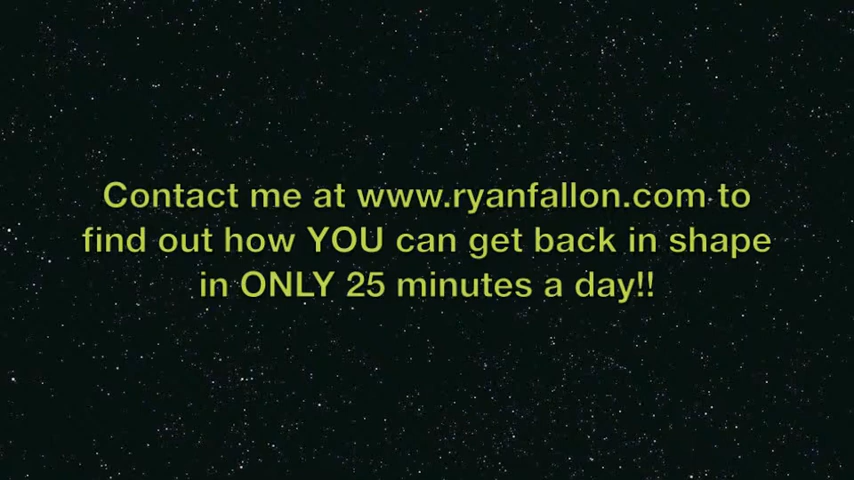 Contact me at www.ryanfallon.com to
find out how YOU can get back in shape
in ONLY 25 minutes a day!!